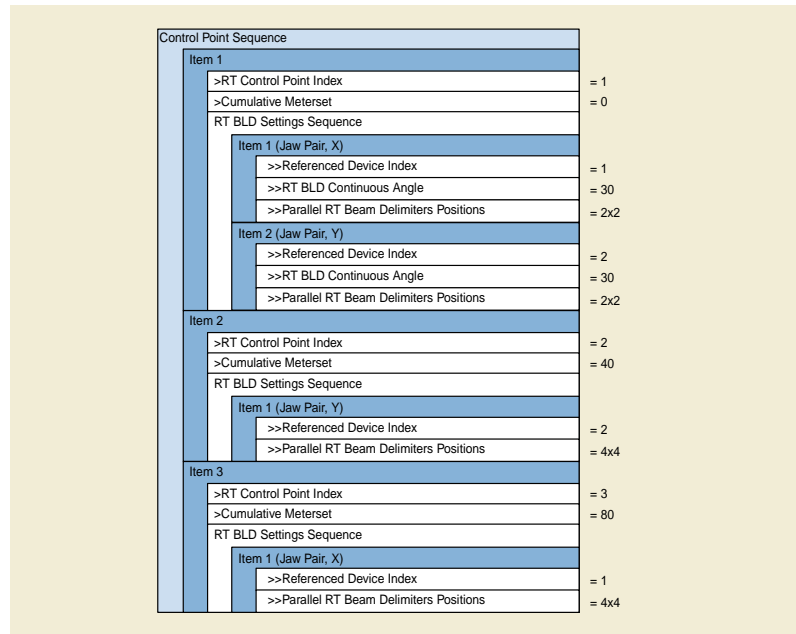 Control Point Sequence
Item 1
>RT Control Point Index = 1
>Cumulative Meterset = 0
RT BLD Settings Sequence
Item 1 (Jaw Pair, X)
>>Referenced Device Index = 1
>>RT BLD Continuous Angle = 30
>>Parallel RT Beam Delimiters Positions = 2x2
Item 2 (Jaw Pair, Y)
>>Referenced Device Index = 2
>>RT BLD Continuous Angle = 30
>>Parallel RT Beam Delimiters Positions = 2x2
Item 2
>RT Control Point Index = 2
>Cumulative Meterset = 40
RT BLD Settings Sequence
Item 1 (Jaw Pair, Y)
>>Referenced Device Index = 2
>>Parallel RT Beam Delimiters Positions = 4x4
Item 3
>RT Control Point Index = 3
>Cumulative Meterset = 80
RT BLD Settings Sequence
Item 1 (Jaw Pair, X)
>>Referenced Device Index = 1
>>Parallel RT Beam Delimiters Positions = 4x4